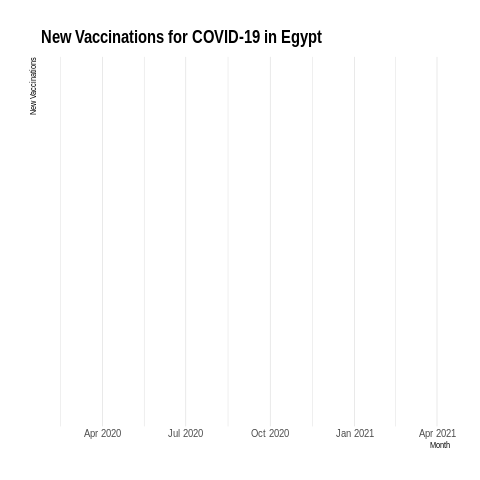 New Vaccinations for COVID-19 in Egypt
New Vaccinations
Apr 2020 Jul 2020 Oct 2020 Jan 2021 Apr 2021
Month